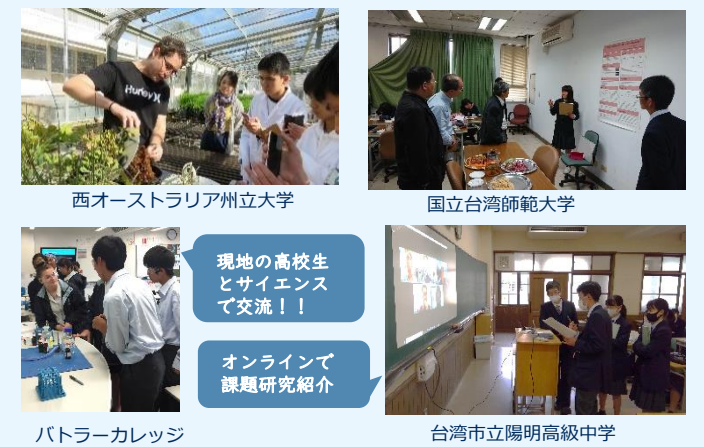 Hurley
西オーストラリア州立大学
国立台湾師範大学
現地の高校生
とサイエンス
で交流！！
オンラインで
課題研究紹介
バトラーカレッジ
台湾市立陽明高級中学